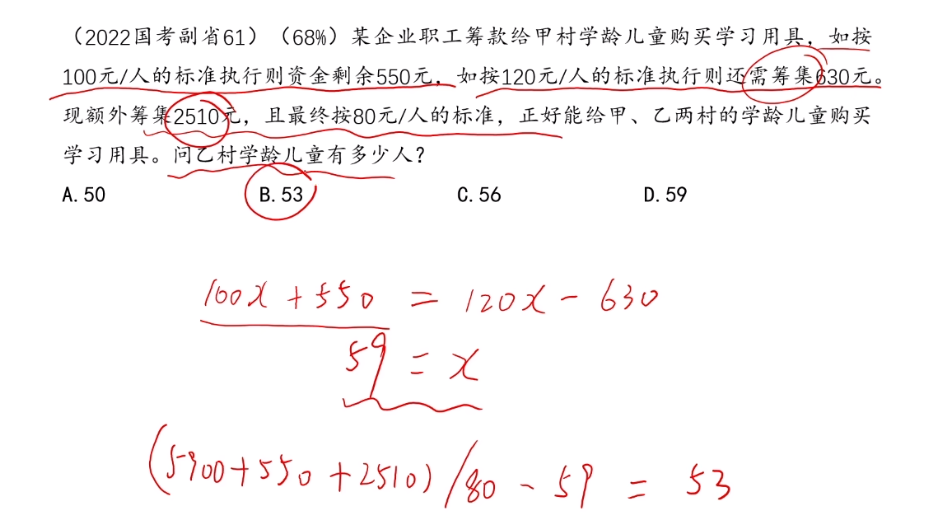 （2022国考副省61）（68%）某企业职工筹款给甲村学龄儿童购买学习用具，如按
100元/人的标准执行则资金剩余550元，如按120元/人的标准执行则还需筹集630元。
现额外筹集2510元，且最终按80元/人的标准，正好能给甲、乙两村的学龄儿童购买
学习用具。问乙村学龄儿童有多少人？
A.50 B.53 C.56 D.59
100x+550 = 120x-630
59 = x
(5900+550+2510)/80-59 = 53